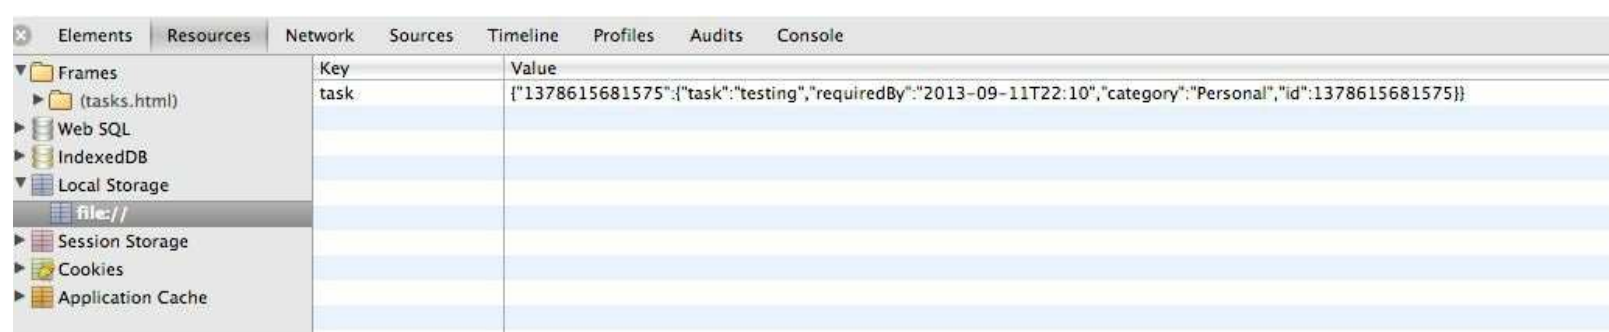 Elements Resources Network Sources Timeline Profiles Audits Console
Frames
(tasks.html)
Web SQL
IndexedDB
Local Storage
file://
Session Storage
Cookies
Application Cache
Key Value
task {"1378615681575":{"task":"testing","requiredBy":"2013-09-11T22:10","category":"Personal","id":1378615681575}}